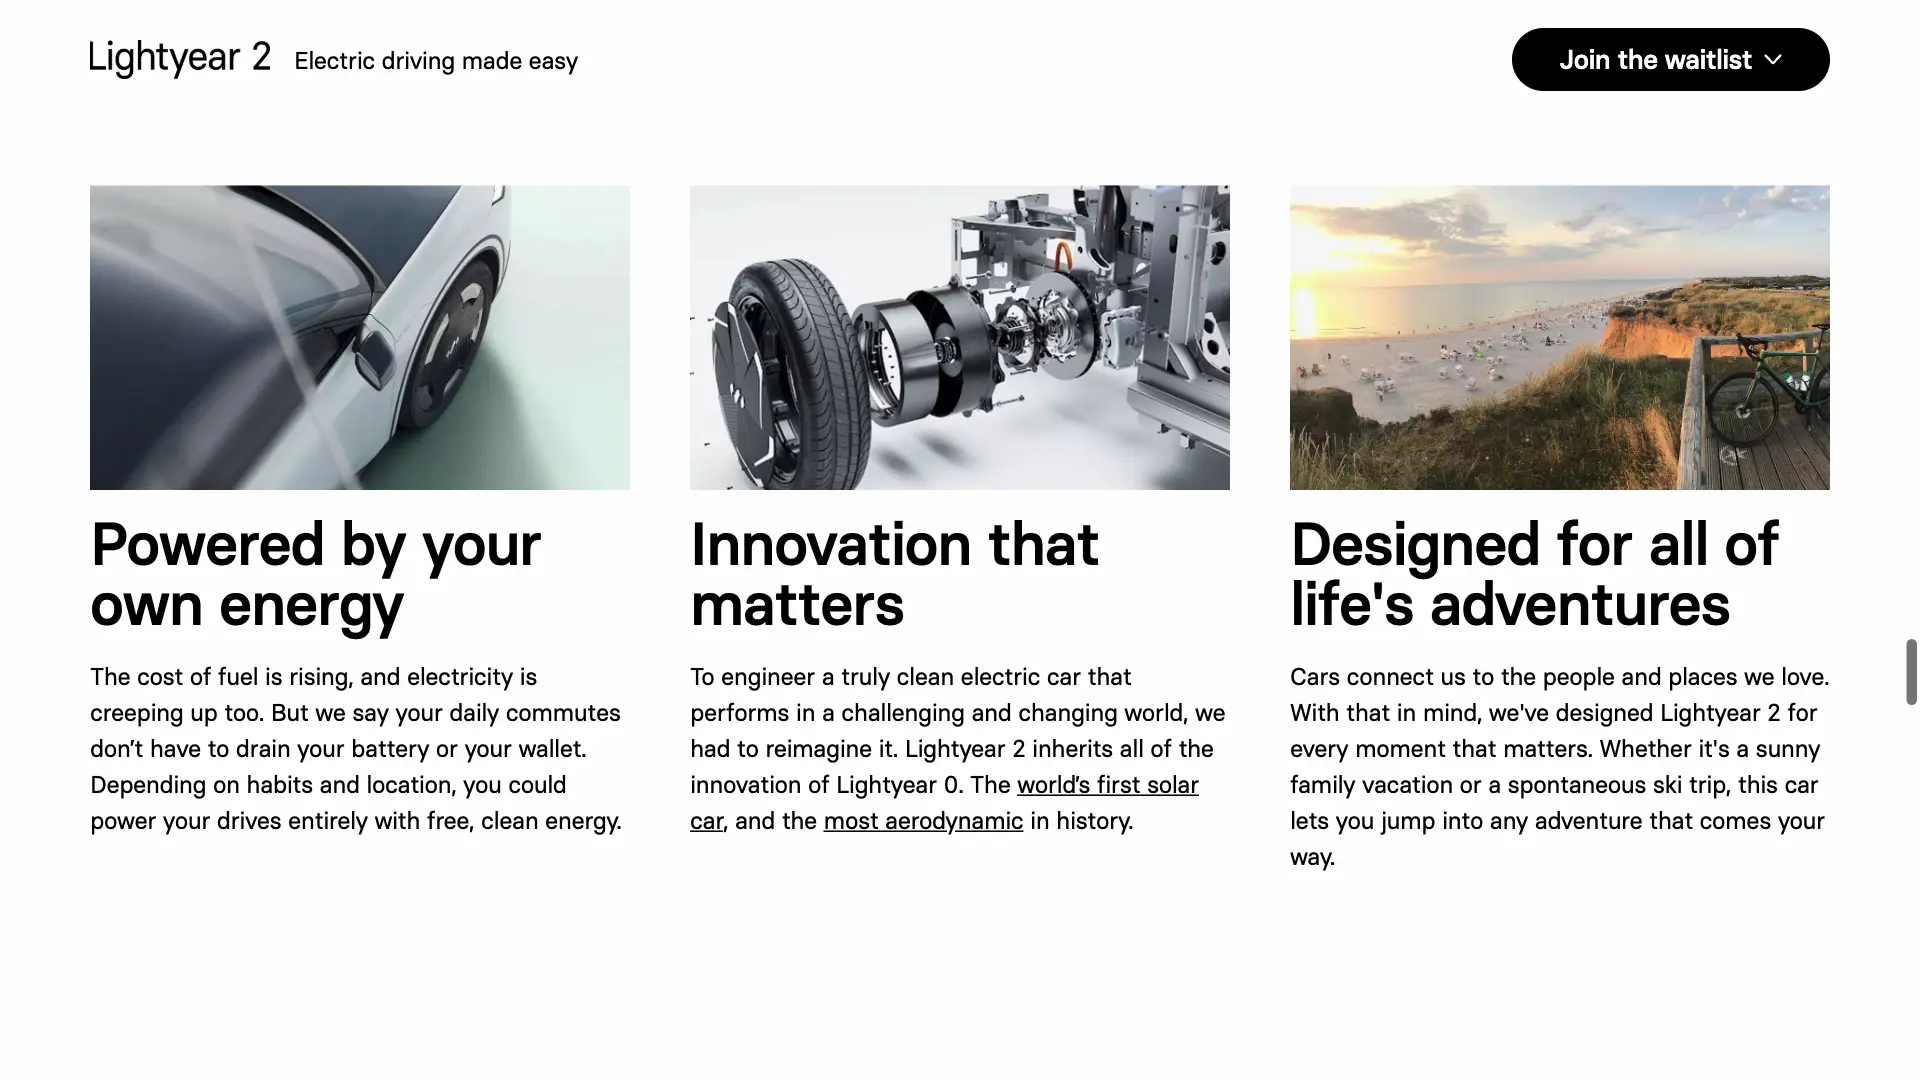 Lightyear 2 Electric driving made easy
Join the waitlist
Powered by your
own energy
The cost of fuel is rising, and electricity is
creeping up too. But we say your daily commutes
don’t have to drain your battery or your wallet.
Depending on habits and location, you could
power your drives entirely with free, clean energy.
Innovation that
matters
To engineer a truly clean electric car that
performs in a challenging and changing world, we
had to reimagine it. Lightyear 2 inherits all of the
innovation of Lightyear 0. The world’s first solar
car, and the most aerodynamic in history.
Designed for all of
life's adventures
Cars connect us to the people and places we love.
With that in mind, we've designed Lightyear 2 for
every moment that matters. Whether it's a sunny
family vacation or a spontaneous ski trip, this car
lets you jump into any adventure that comes your
way.